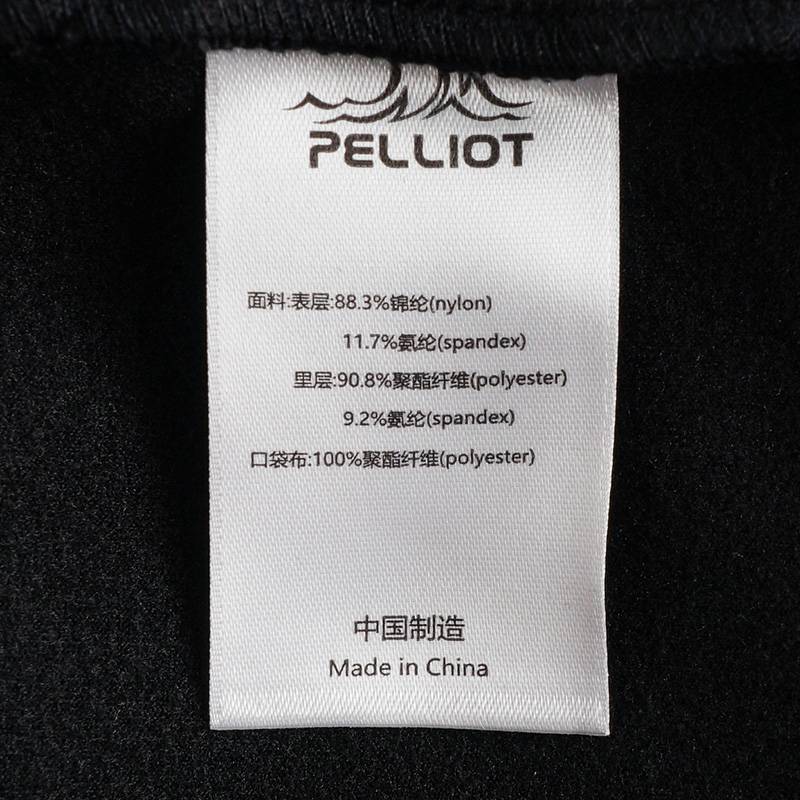 PELLIOT
面料:表层:88.3%锦纶(nylon)
11.7%氨纶(spandex)
里层:90.8%聚酯纤维(polyester)
9.2%氨纶(spandex)
口袋布:100%聚酯纤维(polyester)
中国制造
Made in China